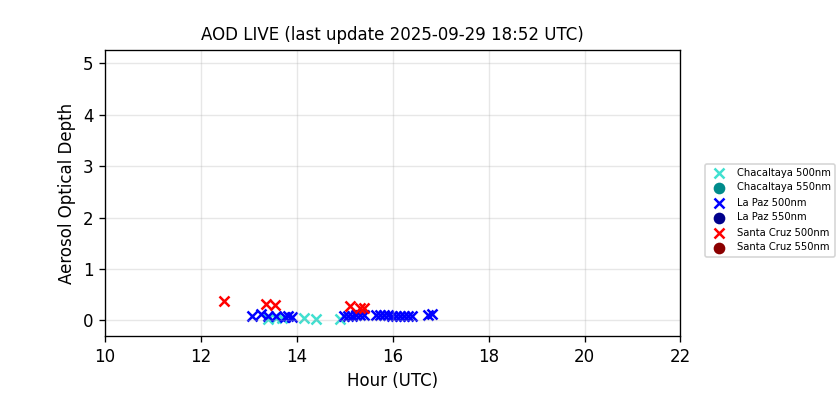 AOD LIVE (last update 2025-09-29 18:52 UTC)
Aerosol Optical Depth
5
4
3
2
1
0
10 12 14 16 18 20 22
Hour (UTC)
Chacaltaya 500nm
Chacaltaya 550nm
La Paz 500nm
La Paz 550nm
Santa Cruz 500nm
Santa Cruz 550nm